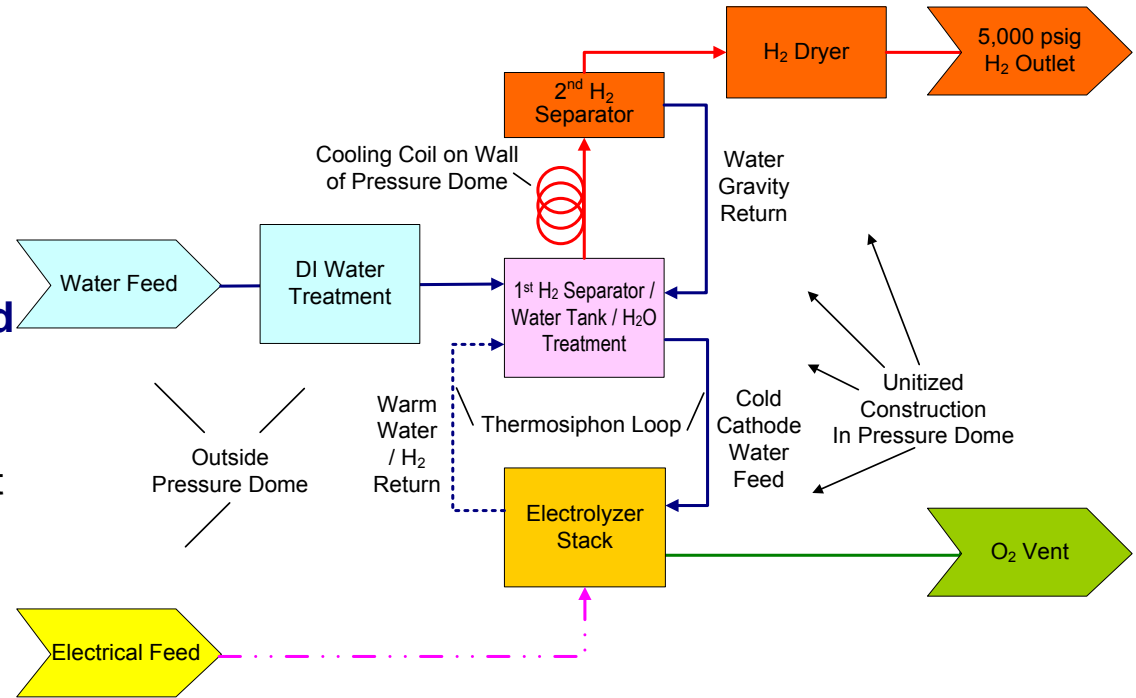 H₂ Dryer
5,000 psig
H₂ Outlet
2nd H₂
Separator
Cooling Coil on Wall
of Pressure Dome
Water
Gravity
Return
Water Feed
DI Water
Treatment
1st H₂ Separator /
Water Tank / H₂O
Treatment
d
Warm
Water
/ H₂
Return
Thermosiphon Loop
Cold
Cathode
Water
Feed
Unitized
Construction
In Pressure Dome
Outside
Pressure Dome
t
Electrolyzer
Stack
O₂ Vent
Electrical Feed